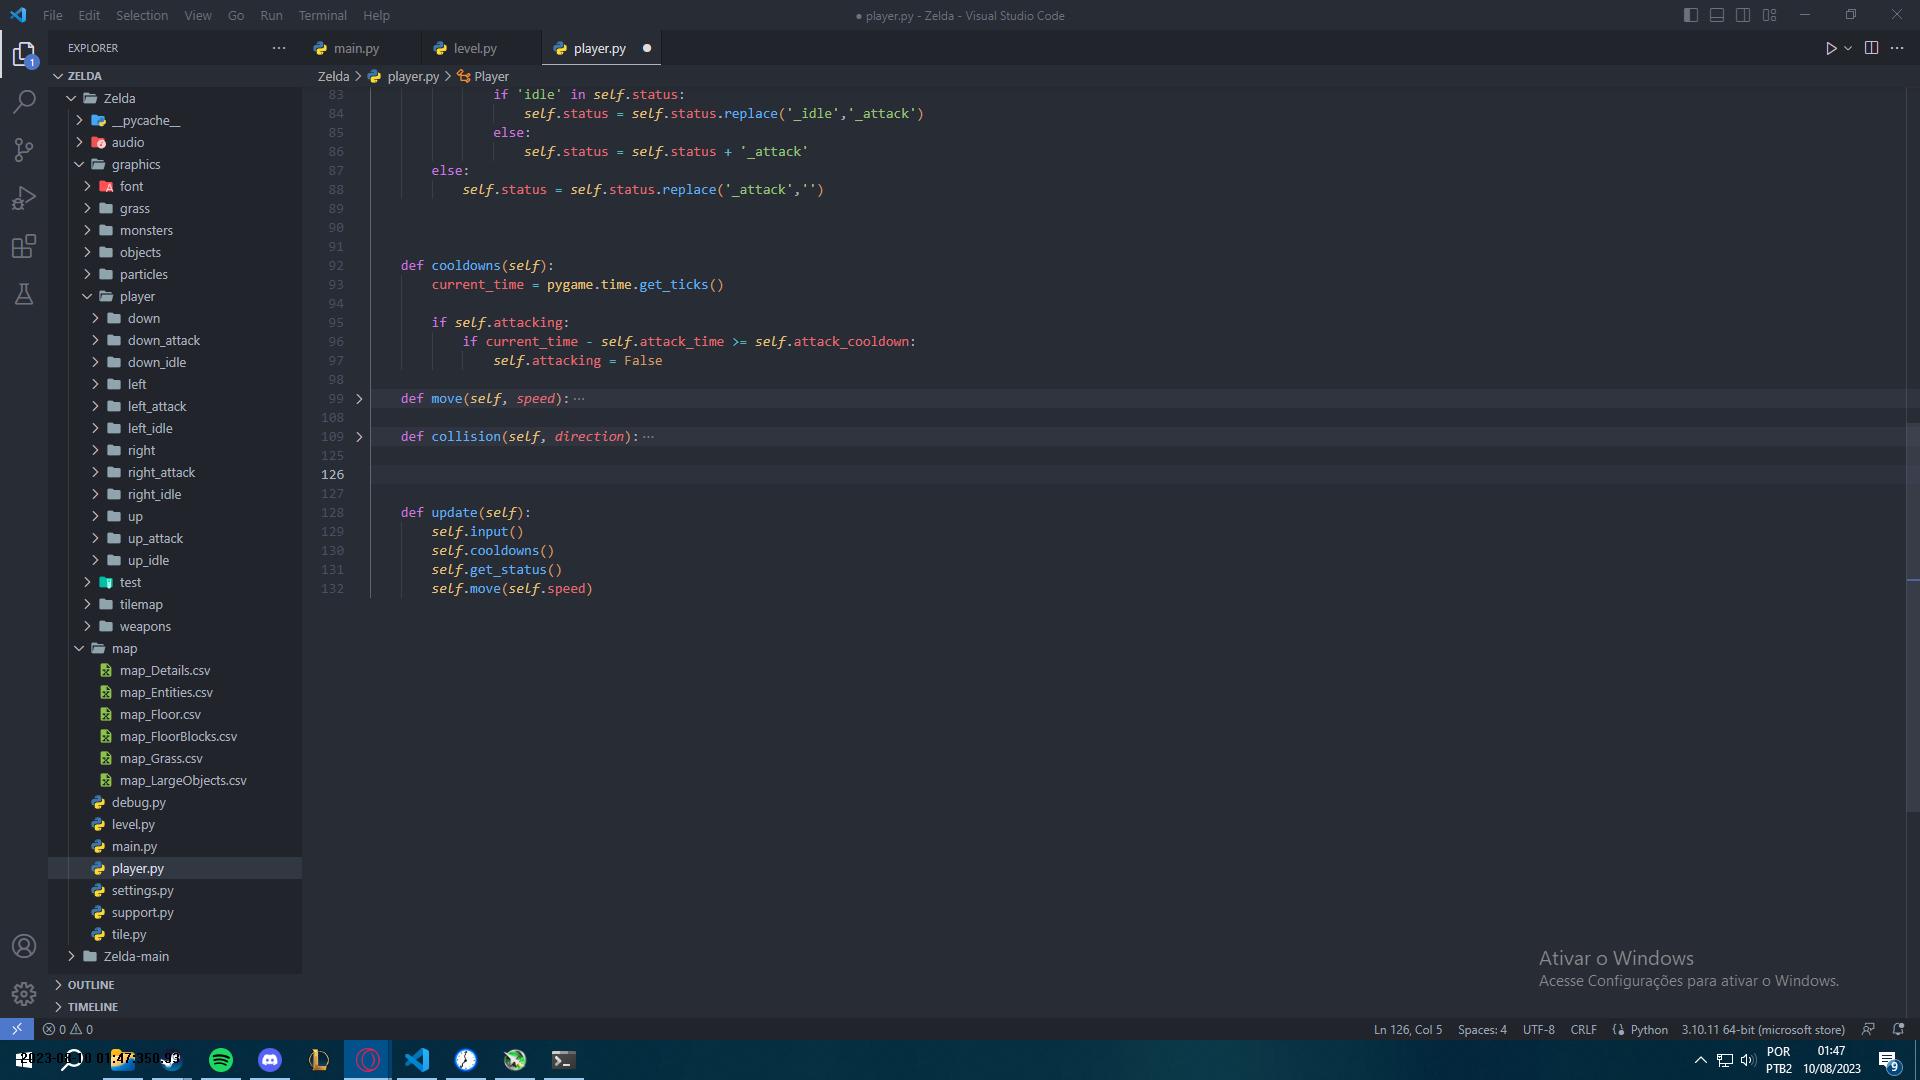 File Edit Selection View Go Run Terminal Help
● player.py - Zelda - Visual Studio Code
EXPLORER
main.py
level.py
player.py
1
ZELDA
Zelda > player.py > Player
Zelda
__pycache__
audio
graphics
font
grass
monsters
objects
particles
player
down
down_attack
down_idle
left
left_attack
left_idle
right
right_attack
right_idle
up
up_attack
up_idle
test
tilemap
weapons
map
map_Details.csv
map_Entities.csv
map_Floor.csv
map_FloorBlocks.csv
map_Grass.csv
map_LargeObjects.csv
debug.py
level.py
main.py
player.py
settings.py
support.py
tile.py
Zelda-main
OUTLINE
TIMELINE
83 if 'idle' in self.status:
84 self.status = self.status.replace('_idle','_attack')
85 else:
86 self.status = self.status + '_attack'
87 else:
88 self.status = self.status.replace('_attack','')
89
90
91
92 def cooldowns(self):
93 current_time = pygame.time.get_ticks()
94
95 if self.attacking:
96 if current_time - self.attack_time >= self.attack_cooldown:
97 self.attacking = False
98
99 def move(self, speed):···
108
109 def collision(self, direction):···
125
126
127
128 def update(self):
129 self.input()
130 self.cooldowns()
131 self.get_status()
132 self.move(self.speed)
Ativar o Windows
Acesse Configurações para ativar o Windows.
0 0
Ln 126, Col 5 Spaces: 4 UTF-8 CRLF Python 3.10.11 64-bit (microsoft store)
POR
PTB2
01:47
10/08/2023
9